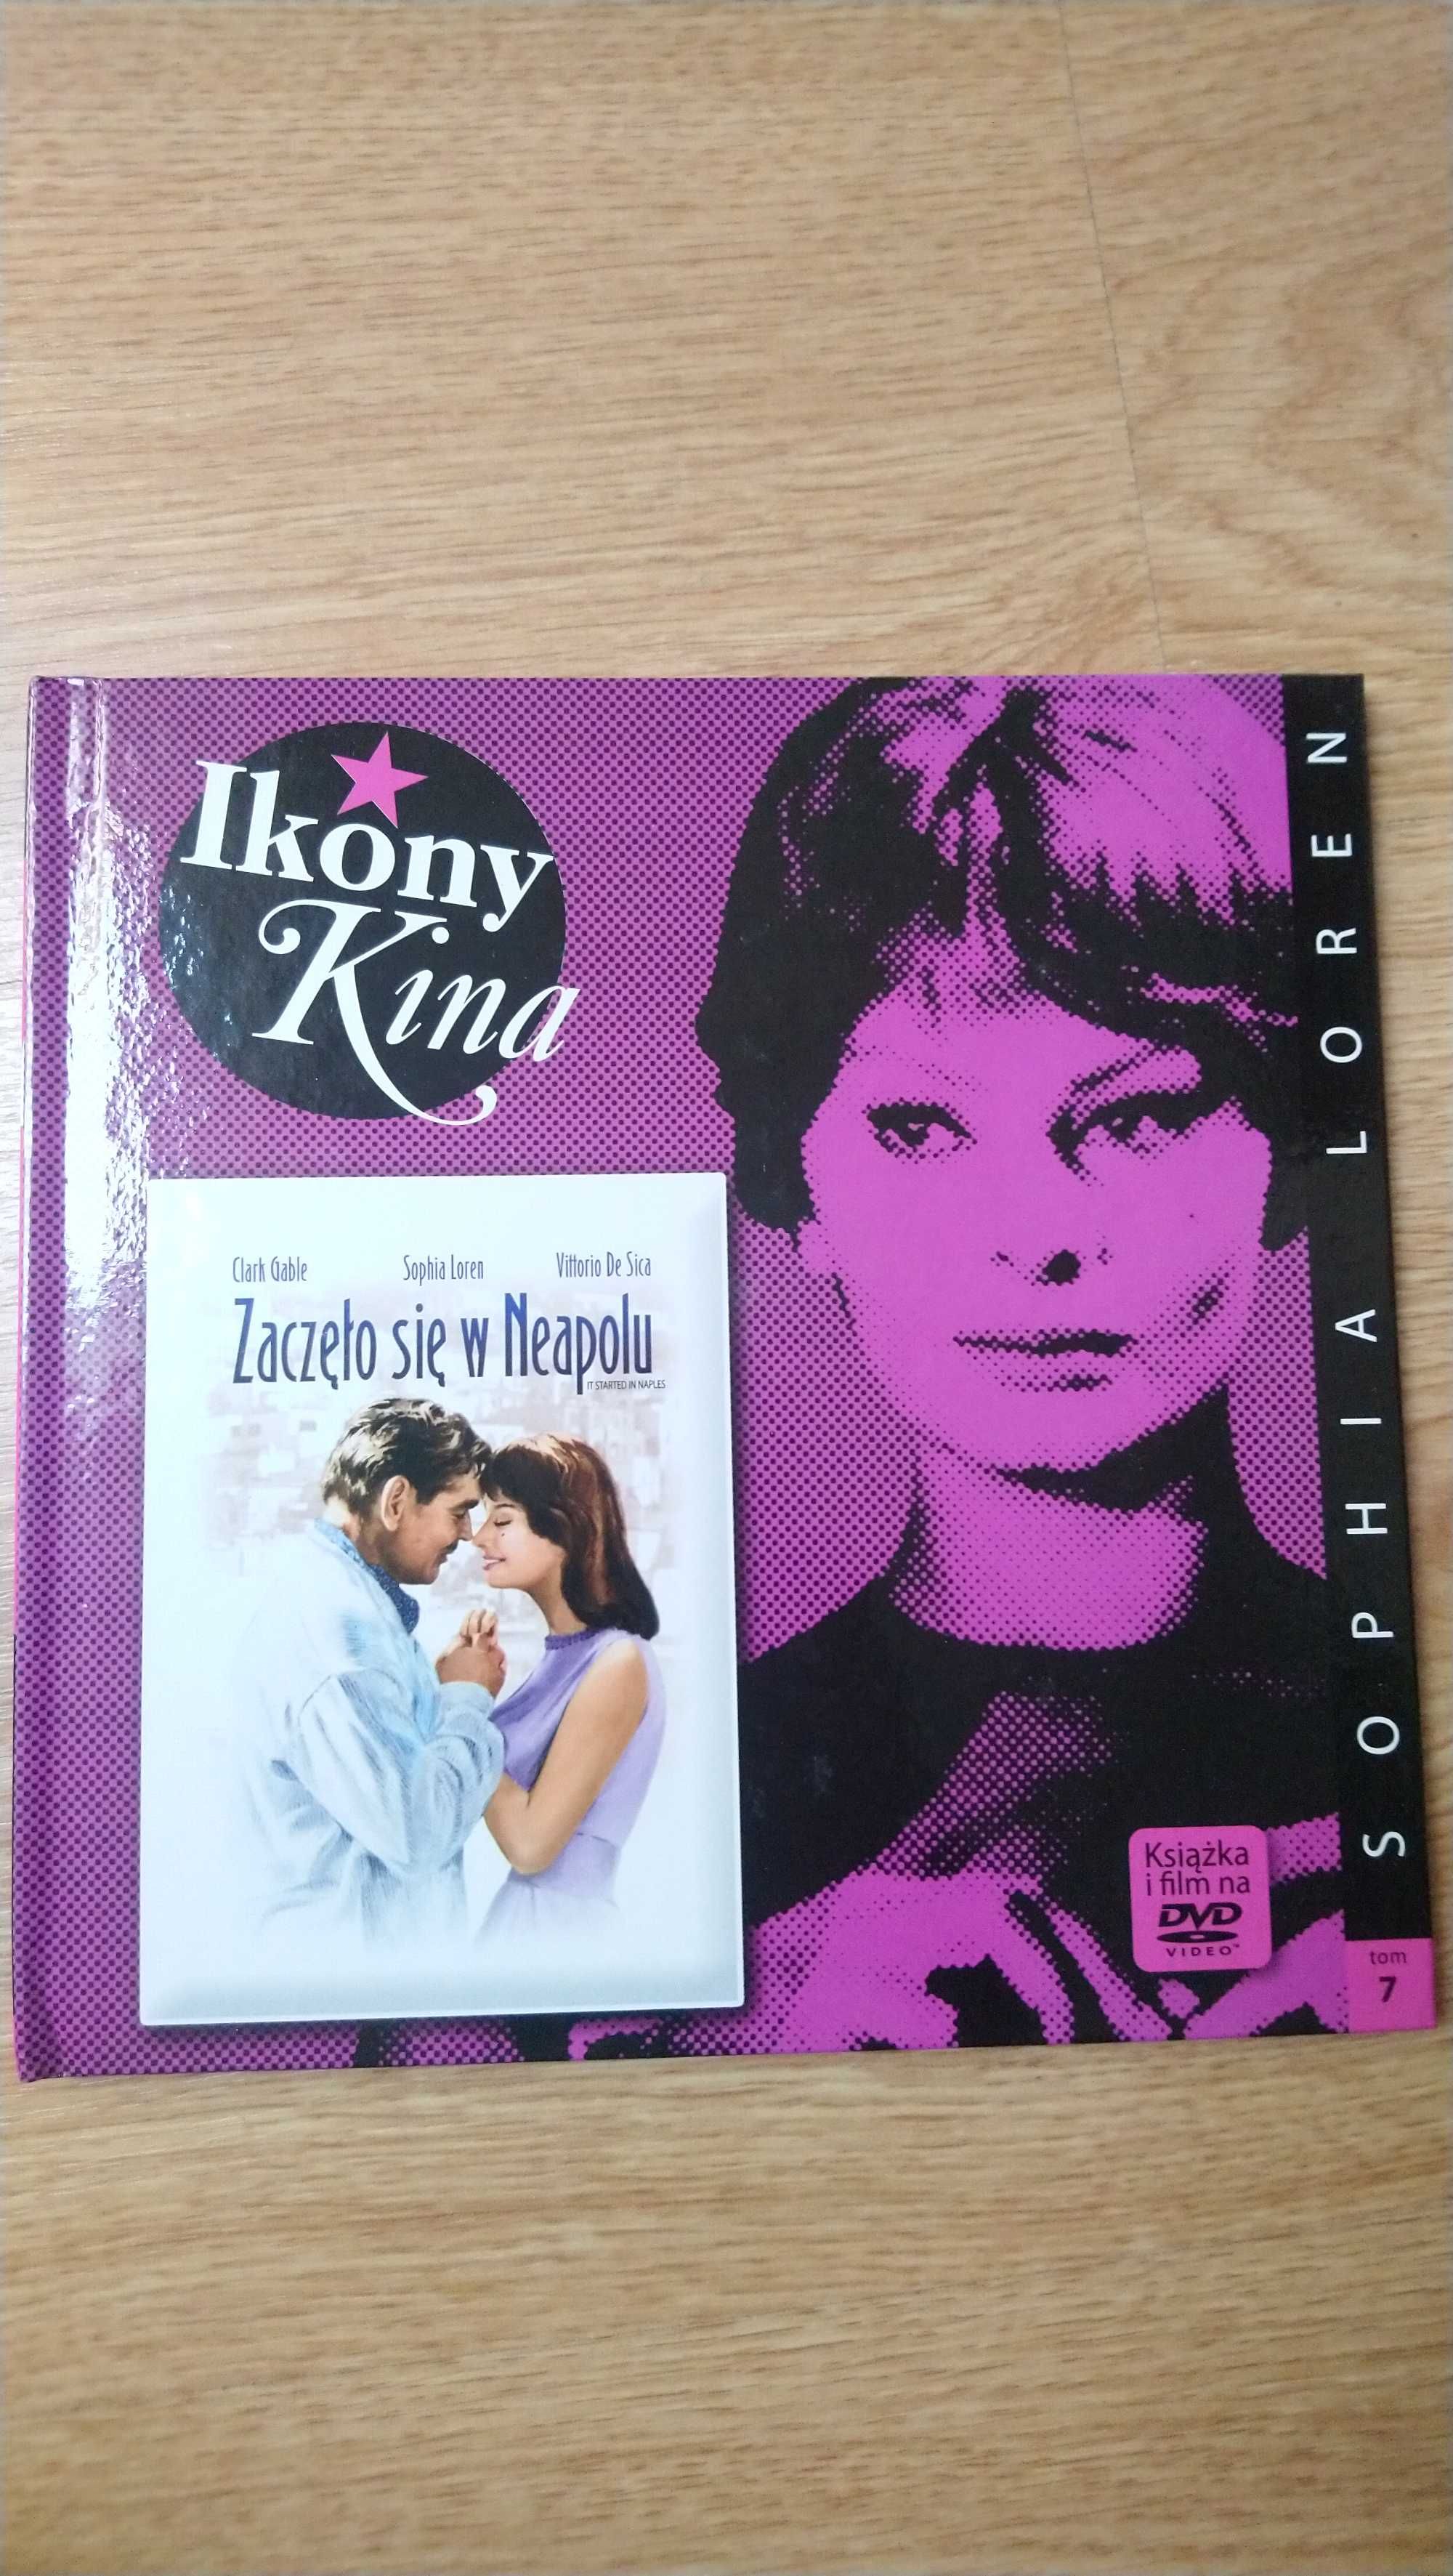 Ikony
Kina
Clark Gable Sophia Loren Vittorio De Sica
Zaczęło się w Neapolu
IT STARTED IN NAPLES
SOPHIA LOREN
Książka
i film na
DVD
VIDEO™
tom
7